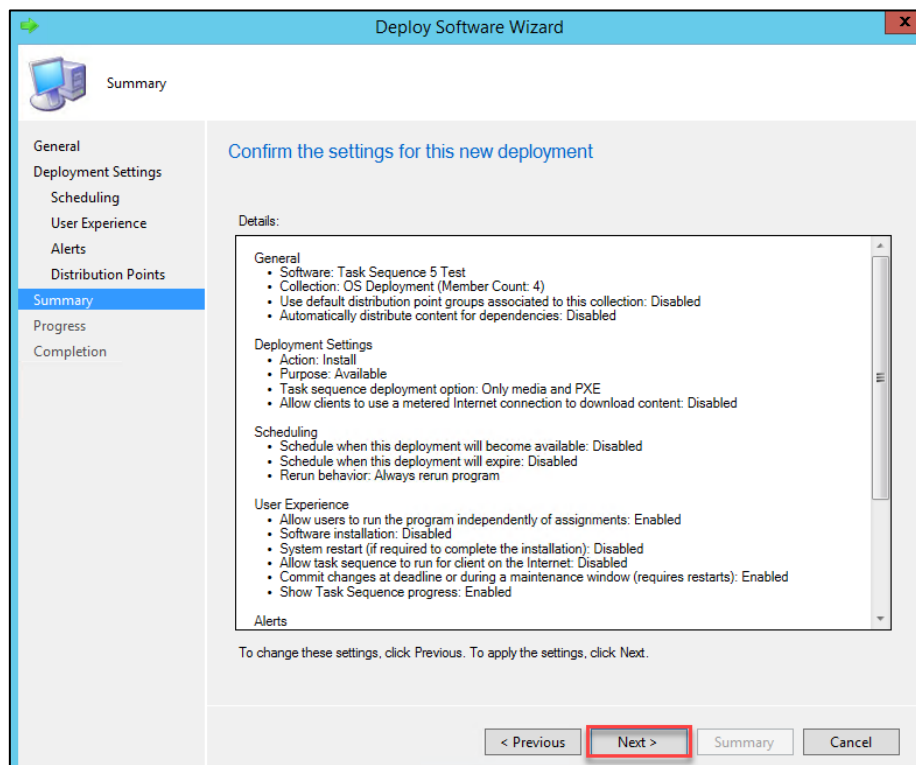 Deploy Software Wizard
x
Summary
General
Deployment Settings
Scheduling
User Experience
Alerts
Distribution Points
Summary
Progress
Completion
Confirm the settings for this new deployment
Details:
General
• Software: Task Sequence 5 Test
• Collection: OS Deployment (Member Count: 4)
• Use default distribution point groups associated to this collection: Disabled
• Automatically distribute content for dependencies: Disabled
Deployment Settings
• Action: Install
• Purpose: Available
• Task sequence deployment option: Only media and PXE
• Allow clients to use a metered Internet connection to download content: Disabled
Scheduling
• Schedule when this deployment will become available: Disabled
• Schedule when this deployment will expire: Disabled
• Rerun behavior: Always rerun program
User Experience
• Allow users to run the program independently of assignments: Enabled
• Software installation: Disabled
• System restart (if required to complete the installation): Disabled
• Allow task sequence to run for client on the Internet: Disabled
• Commit changes at deadline or during a maintenance window (requires restarts): Enabled
• Show Task Sequence progress: Enabled
Alerts
To change these settings, click Previous. To apply the settings, click Next.
< Previous
Next >
Summary
Cancel